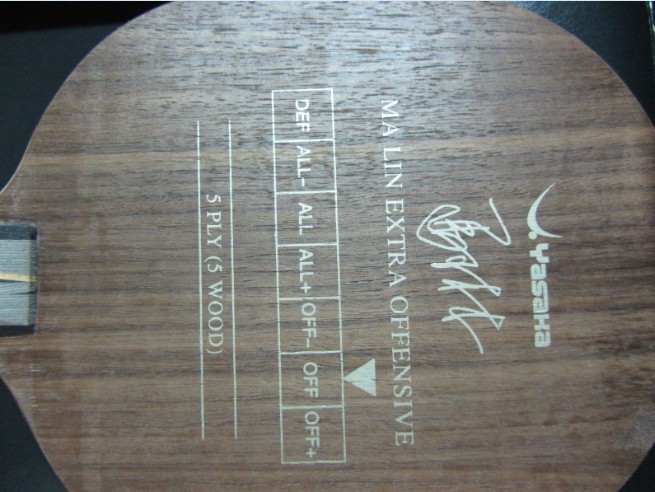 Yasaka
MA LIN EXTRA OFFENSIVE
DEF ALL- ALL ALL+ OFF- OFF OFF+
5 PLY (5 WOOD)